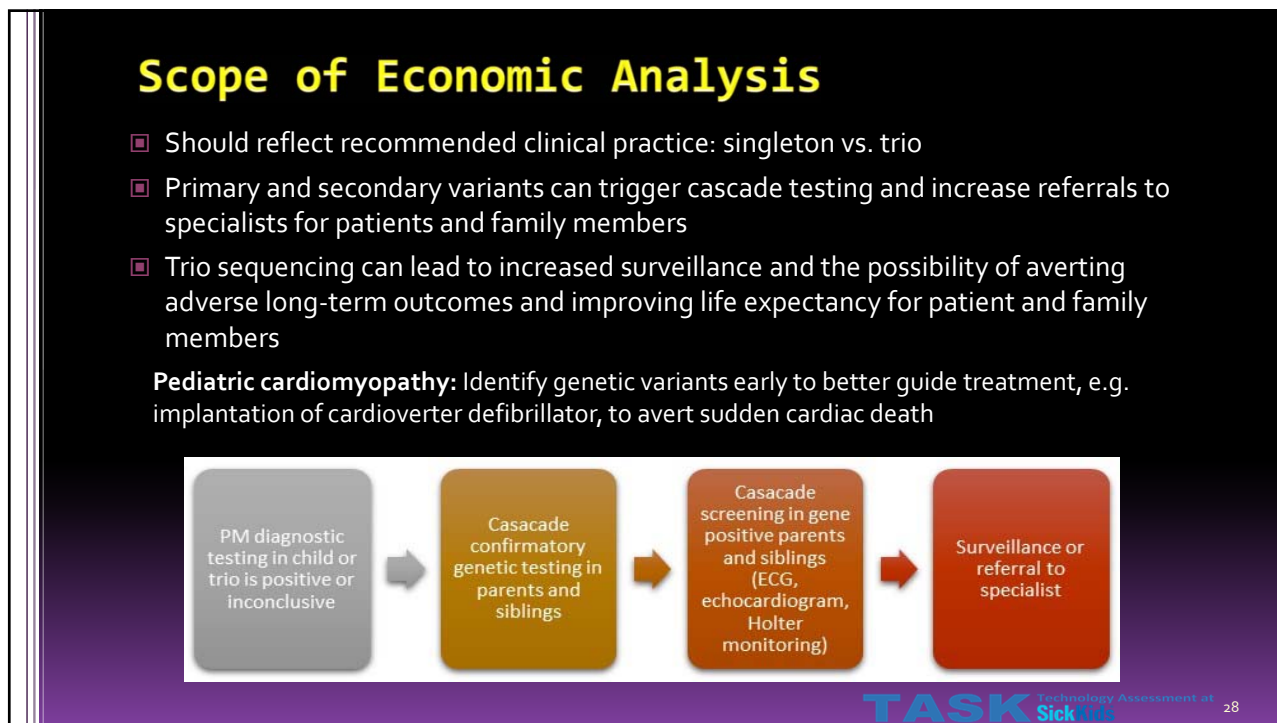 Scope of Economic Analysis
Should reflect recommended clinical practice: singleton vs. trio
Primary and secondary variants can trigger cascade testing and increase referrals to
specialists for patients and family members
Trio sequencing can lead to increased surveillance and the possibility of averting
adverse long-term outcomes and improving life expectancy for patient and family
members
Pediatric cardiomyopathy: Identify genetic variants early to better guide treatment, e.g.
implantation of cardioverter defibrillator, to avert sudden cardiac death
PM diagnostic
testing in child or
trio is positive or
inconclusive
Casacade
confirmatory
genetic testing in
parents and
siblings
Casacade
screening in gene
positive parents
and siblings
(ECG,
echocardiogram,
Holter
monitoring)
Surveillance or
referral to
specialist
TASK Technology Assessment at
SickKids
28